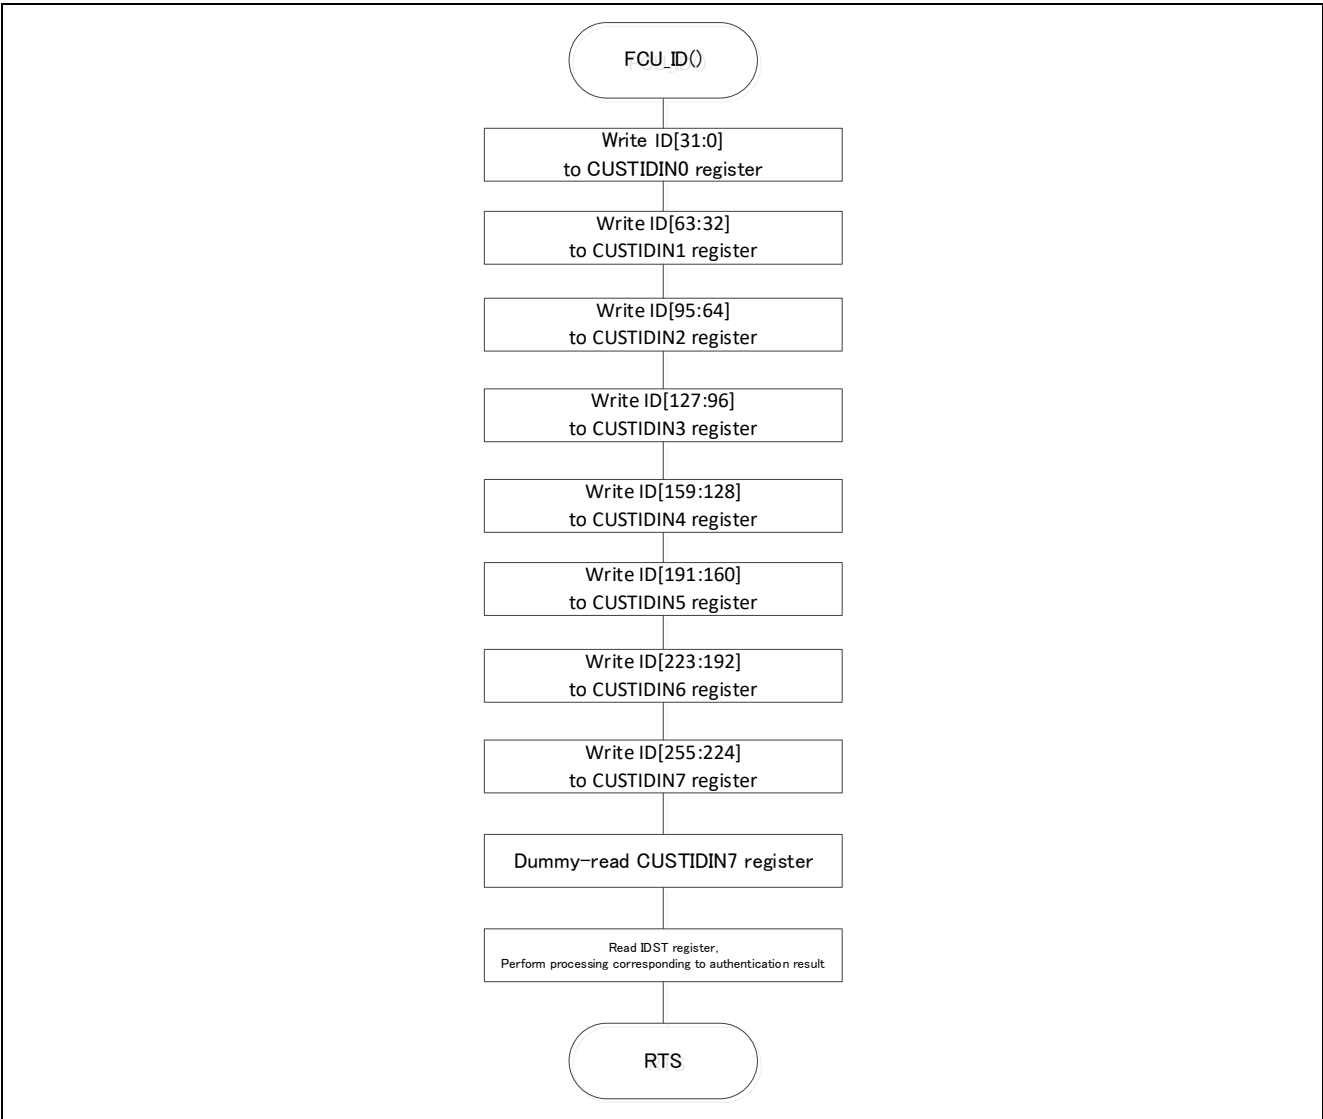 FCU_ID()
Write ID[31:0]
to CUSTIDIN0 register
Write ID[63:32]
to CUSTIDIN1 register
Write ID[95:64]
to CUSTIDIN2 register
Write ID[127:96]
to CUSTIDIN3 register
Write ID[159:128]
to CUSTIDIN4 register
Write ID[191:160]
to CUSTIDIN5 register
Write ID[223:192]
to CUSTIDIN6 register
Write ID[255:224]
to CUSTIDIN7 register
Dummy-read CUSTIDIN7 register
Read IDST register,
Perform processing corresponding to authentication result
RTS